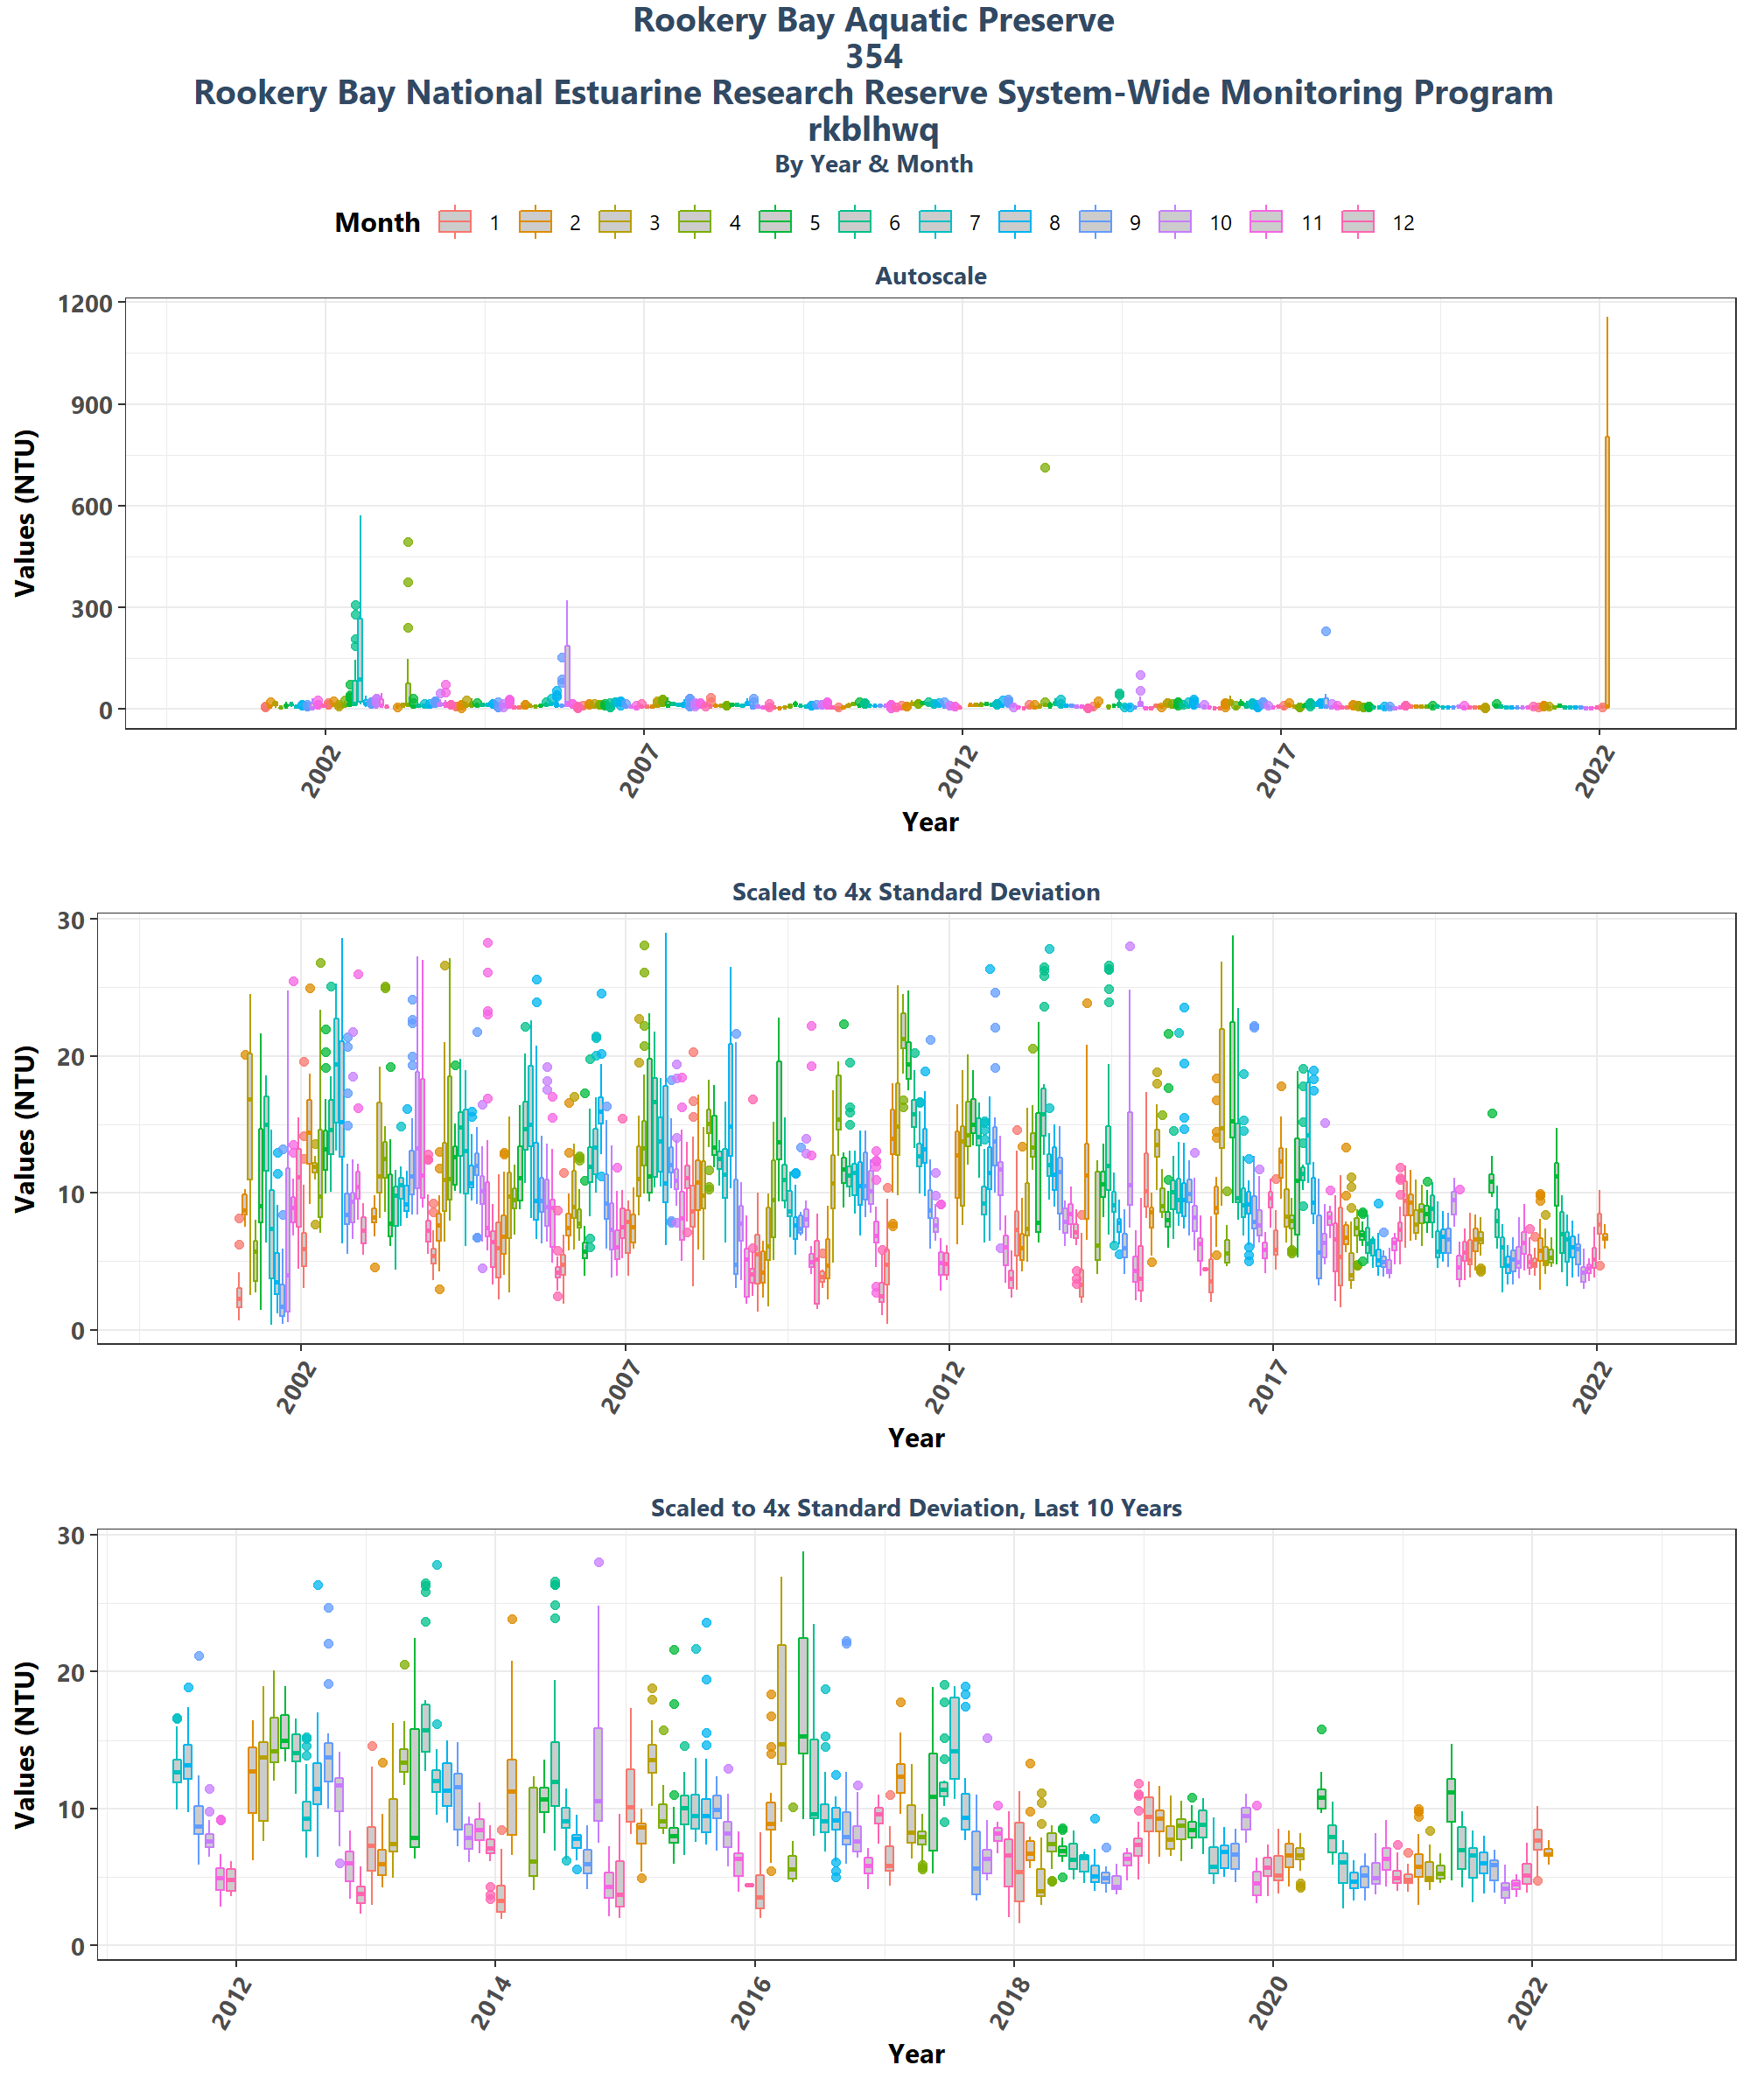 Rookery Bay Aquatic Preserve
354
Rookery Bay National Estuarine Research Reserve System-Wide Monitoring Program
rkblhwq
By Year & Month
Month 1 2 3 4 5 6 7 8 9 10 11 12
Autoscale
Values (NTU)
1200
900
600
300
0
2002 2007 2012 2017 2022
Year
Scaled to 4x Standard Deviation
Values (NTU)
30
20
10
0
2002 2007 2012 2017 2022
Year
Scaled to 4x Standard Deviation, Last 10 Years
Values (NTU)
30
20
10
0
2012 2014 2016 2018 2020 2022
Year